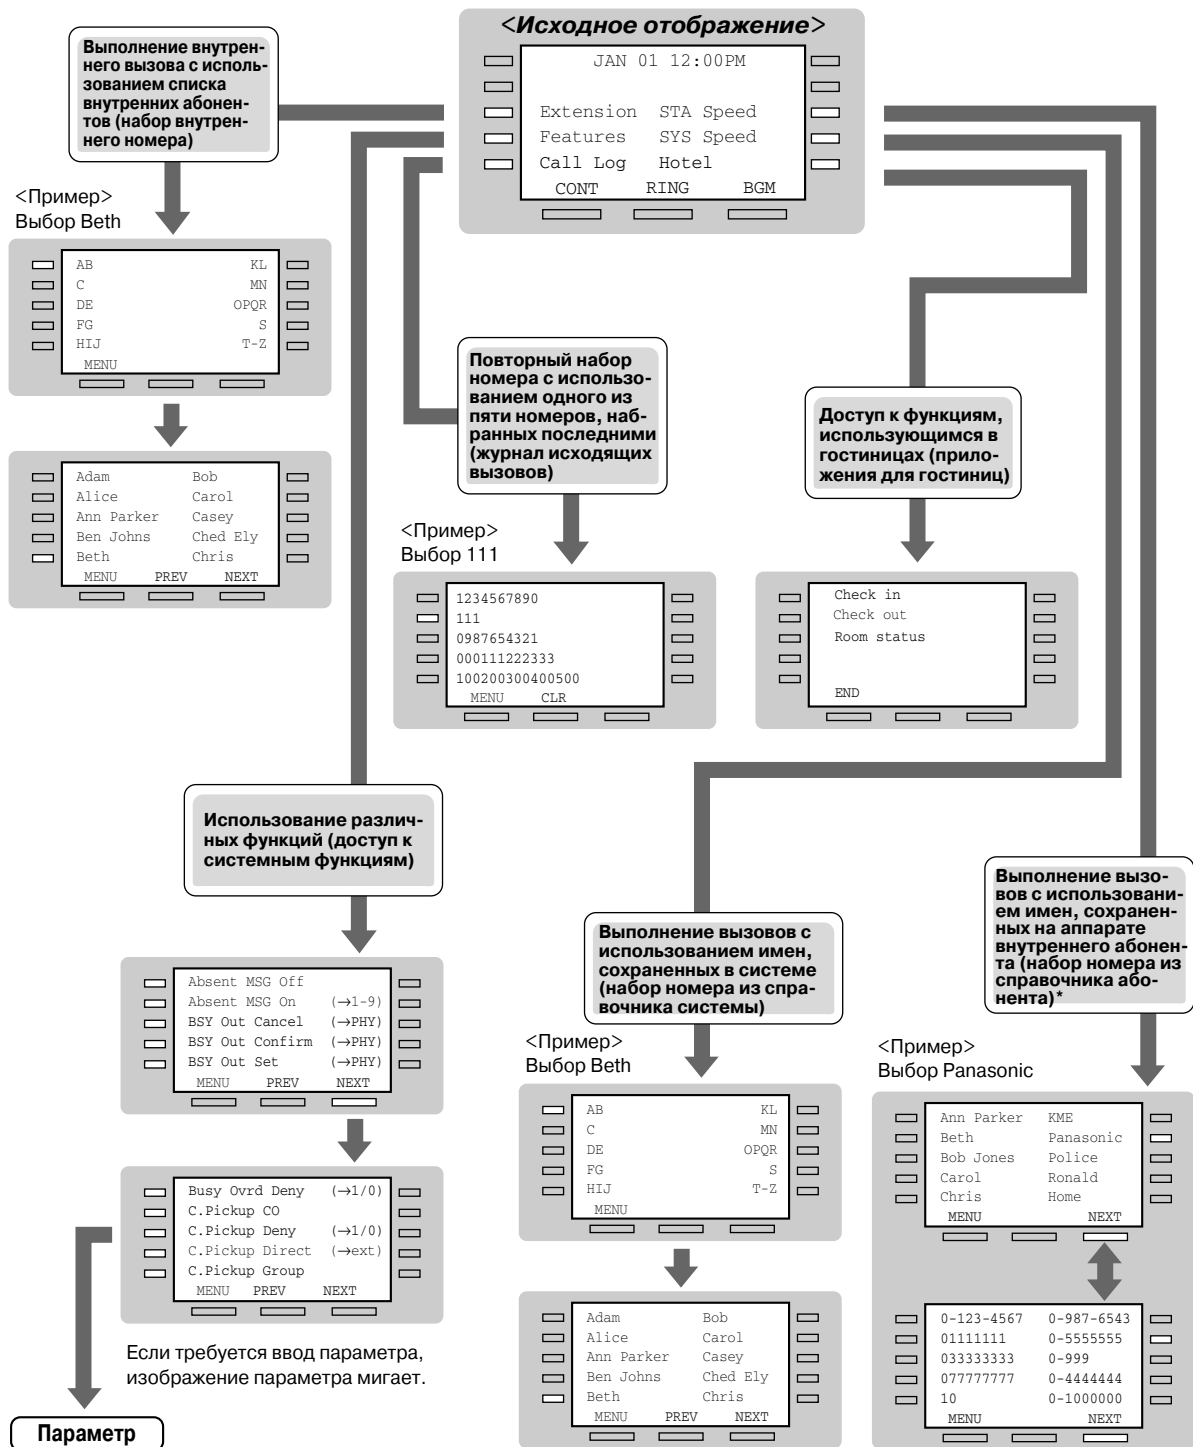 <Исходное отображение>
JAN 01 12:00PM
Extension STA Speed
Features SYS Speed
Call Log Hotel
CONT RING BGM
Выполнение внутрен-
него вызова с исполь-
зованием списка
внутренних абонен-
тов (набор внутрен-
него номера)
<Пример>
Выбор Beth
AB KL
C MN
DE OPQR
FG S
HIJ T-Z
MENU
Adam Bob
Alice Carol
Ann Parker Casey
Ben Johns Ched Ely
Beth Chris
MENU PREV NEXT
Повторный набор
номера с использо-
ванием одного из
пяти номеров, наб-
ранных последними
(журнал исходящих
вызовов)
<Пример>
Выбор 111
1234567890
111
0987654321
000111222333
100200300400500
MENU CLR
Доступ к функциям,
использующимся в
гостиницах (прило-
жения для гостиниц)
Check in
Check out
Room status
END
Использование различ-
ных функций (доступ к
системным функциям)
Absent MSG Off
Absent MSG On (→1-9)
BSY Out Cancel (→PHY)
BSY Out Confirm (→PHY)
BSY Out Set (→PHY)
MENU PREV NEXT
Busy Ovrd Deny (→1/0)
C.Pickup CO
C.Pickup Deny (→1/0)
C.Pickup Direct (→ext)
C.Pickup Group
MENU PREV NEXT
Если требуется ввод параметра,
изображение параметра мигает.
Параметр
Выполнение вызовов с
использованием имен,
сохраненных в системе
(набор номера из спра-
вочника системы)
<Пример>
Выбор Beth
AB KL
C MN
DE OPQR
FG S
HIJ T-Z
MENU
Adam Bob
Alice Carol
Ann Parker Casey
Ben Johns Ched Ely
Beth Chris
MENU PREV NEXT
Выполнение вызо-
вов с использовани-
ем имен, сохранен-
ных на аппарате
внутреннего абонен-
та (набор номера из
справочника або-
нента)*
<Пример>
Выбор Panasonic
Ann Parker KME
Beth Panasonic
Bob Jones Police
Carol Ronald
Chris Home
MENU NEXT
0-123-4567 0-987-6543
01111111 0-5555555
033333333 0-999
077777777 0-4444444
10 0-1000000
MENU NEXT